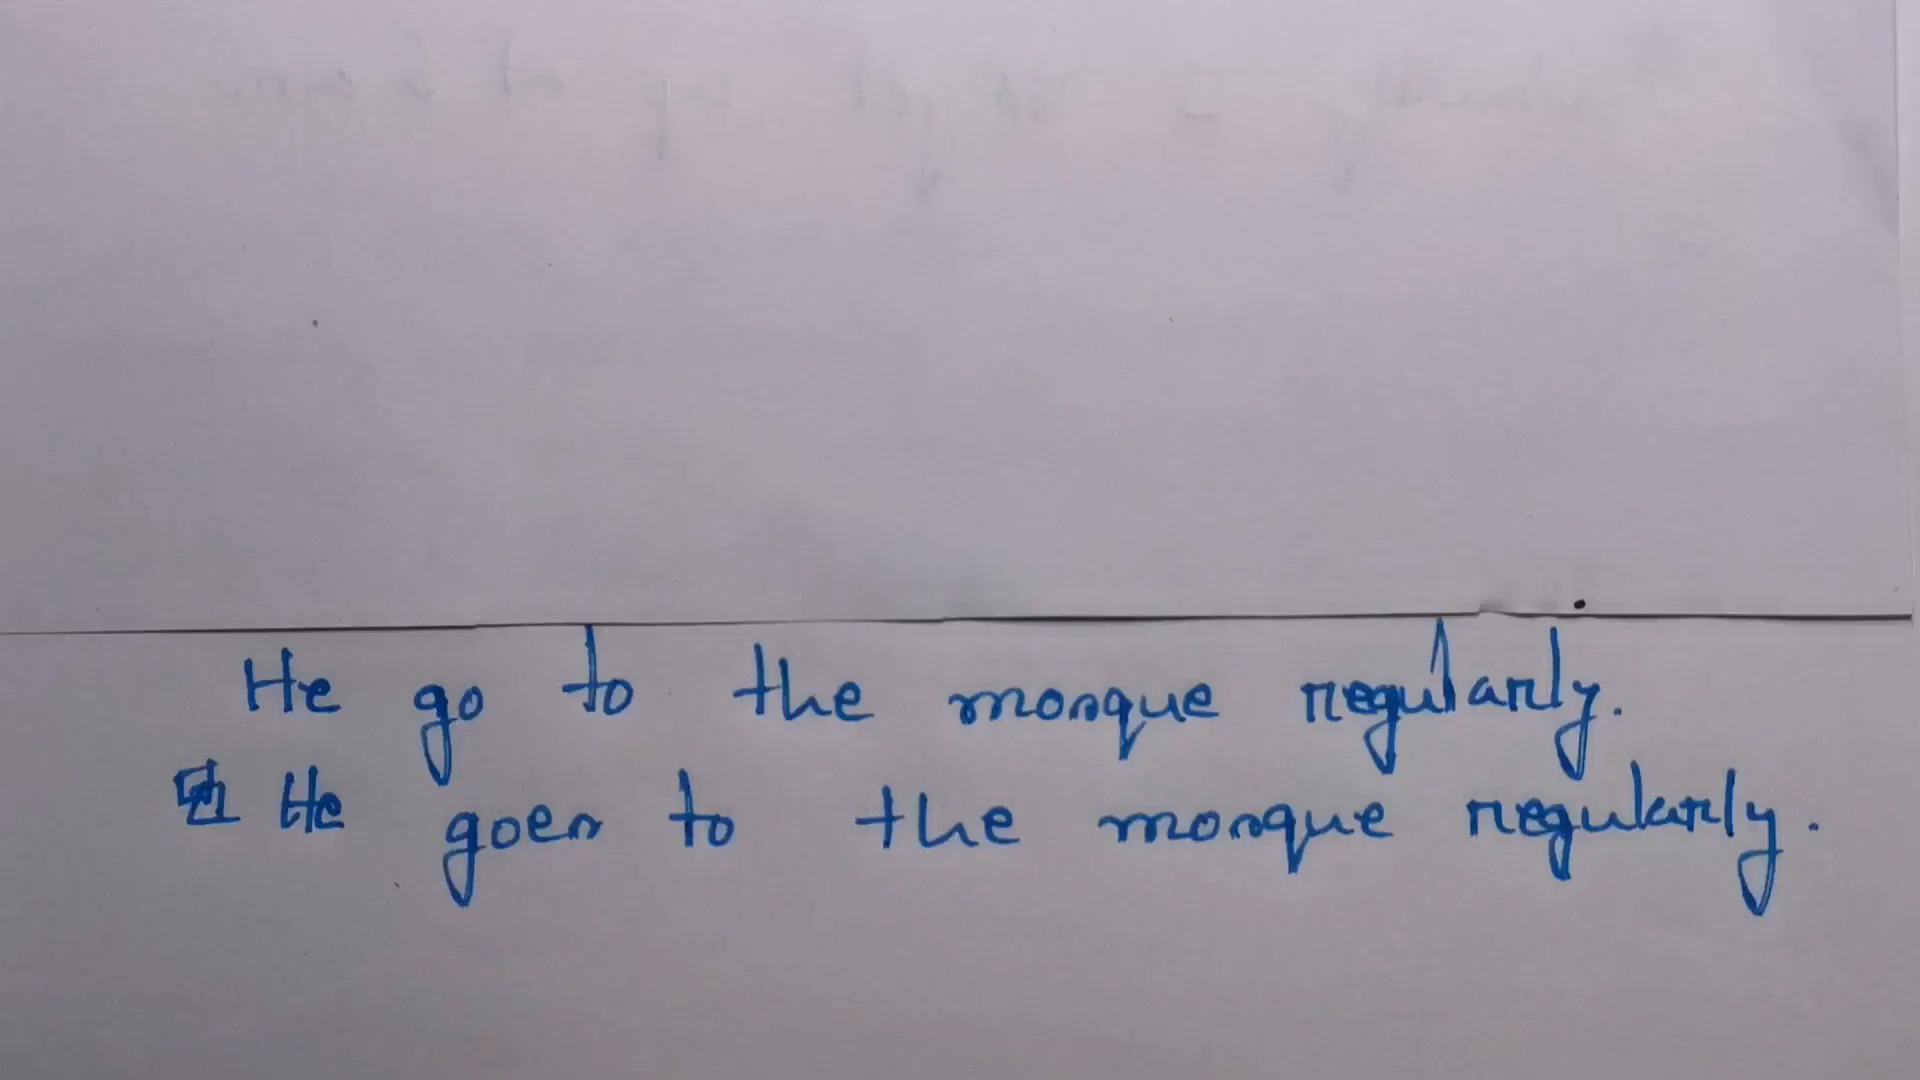 He go to the mosque regularly.
He goes to the mosque regularly.